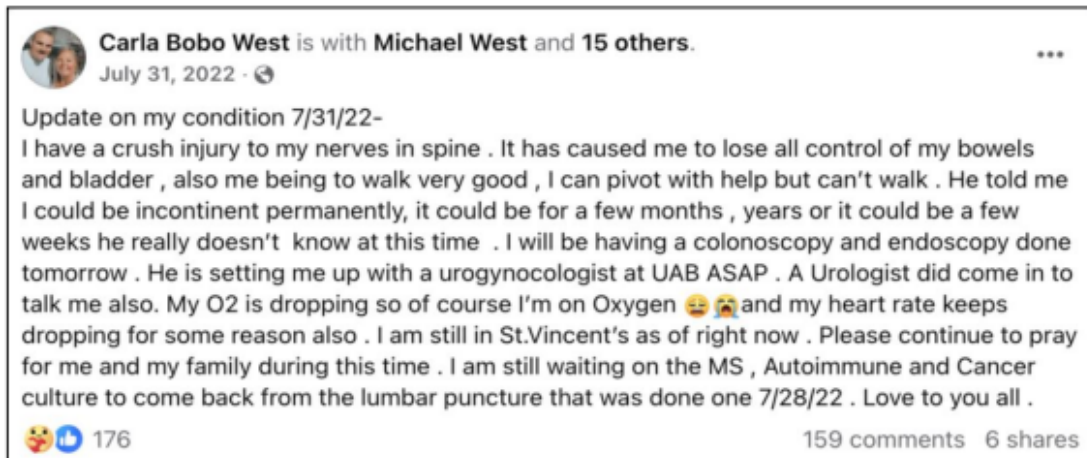 Carla Bobo West is with Michael West and 15 others.
July 31, 2022 ·
Update on my condition 7/31/22-
I have a crush injury to my nerves in spine . It has caused me to lose all control of my bowels
and bladder , also me being to walk very good , I can pivot with help but can't walk . He told me
I could be incontinent permanently, it could be for a few months , years or it could be a few
weeks he really doesn't  know at this time  . I will be having a colonoscopy and endoscopy done
tomorrow . He is setting me up with a urogynocologist at UAB ASAP . A Urologist did come in to
talk me also. My O2 is dropping so of course I'm on Oxygen 😩😭and my heart rate keeps
dropping for some reason also . I am still in St.Vincent's as of right now . Please continue to pray
for me and my family during this time . I am still waiting on the MS , Autoimmune and Cancer
culture to come back from the lumbar puncture that was done one 7/28/22 . Love to you all .
176
159 comments 6 shares